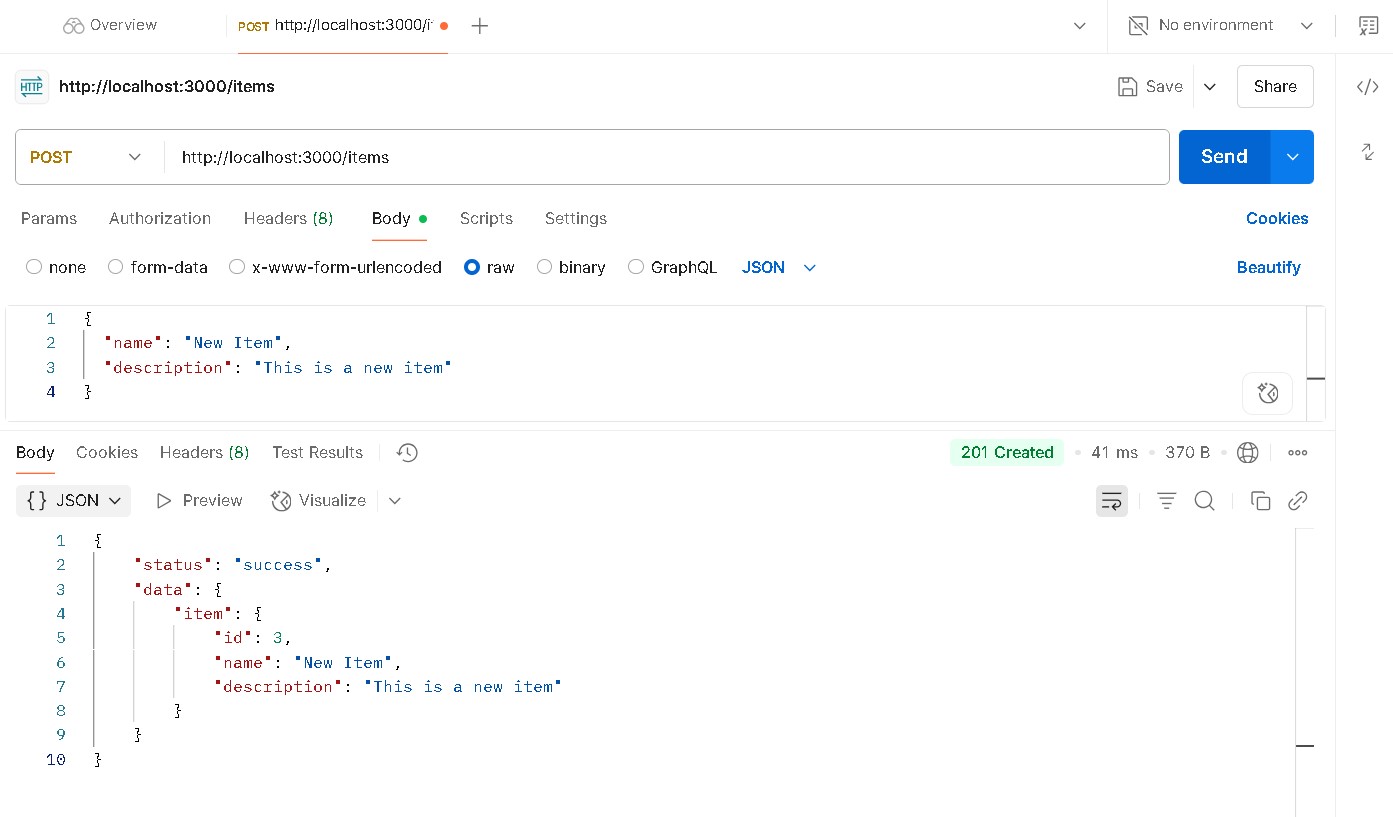 Overview
POST http://localhost:3000/i
No environment
HTTP http://localhost:3000/items
Save
Share
POST http://localhost:3000/items
Send
Params Authorization Headers (8) Body Scripts Settings Cookies
none form-data x-www-form-urlencoded raw binary GraphQL JSON Beautify
1 {
2 "name": "New Item",
3 "description": "This is a new item"
4 }
Body Cookies Headers (8) Test Results 201 Created 41 ms 370 B
{} JSON Preview Visualize
1 {
2 "status": "success",
3 "data": {
4 "item": {
5 "id": 3,
6 "name": "New Item",
7 "description": "This is a new item"
8 }
9 }
10 }